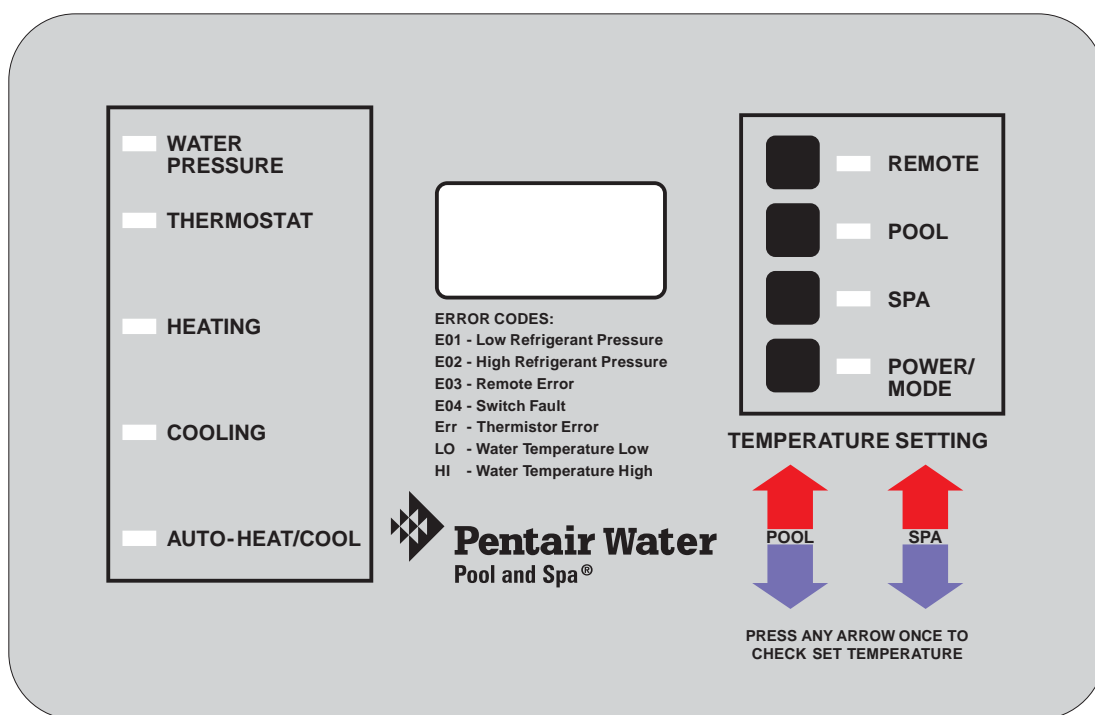 WATER
PRESSURE
THERMOSTAT
HEATING
COOLING
AUTO-HEAT/COOL
ERROR CODES:
E01 - Low Refrigerant Pressure
E02 - High Refrigerant Pressure
E03 - Remote Error
E04 - Switch Fault
Err - Thermistor Error
LO - Water Temperature Low
HI - Water Temperature High
Pentair Water
Pool and Spa®
REMOTE
POOL
SPA
POWER/
MODE
TEMPERATURE SETTING
POOL SPA
PRESS ANY ARROW ONCE TO
CHECK SET TEMPERATURE